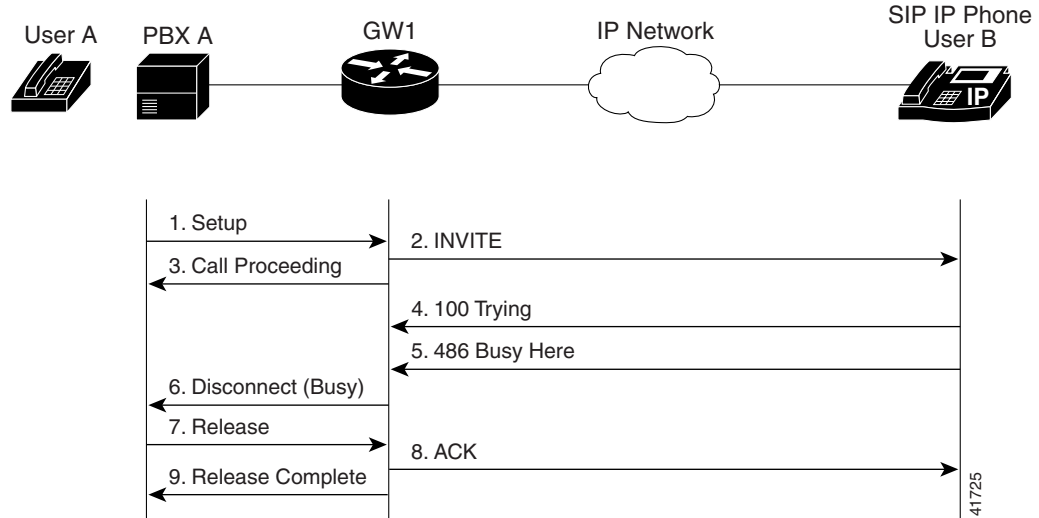 User A
PBX A
GW1
IP Network
SIP IP Phone
User B
IP
1. Setup
2. INVITE
3. Call Proceeding
4. 100 Trying
5. 486 Busy Here
6. Disconnect (Busy)
7. Release
8. ACK
9. Release Complete
41725